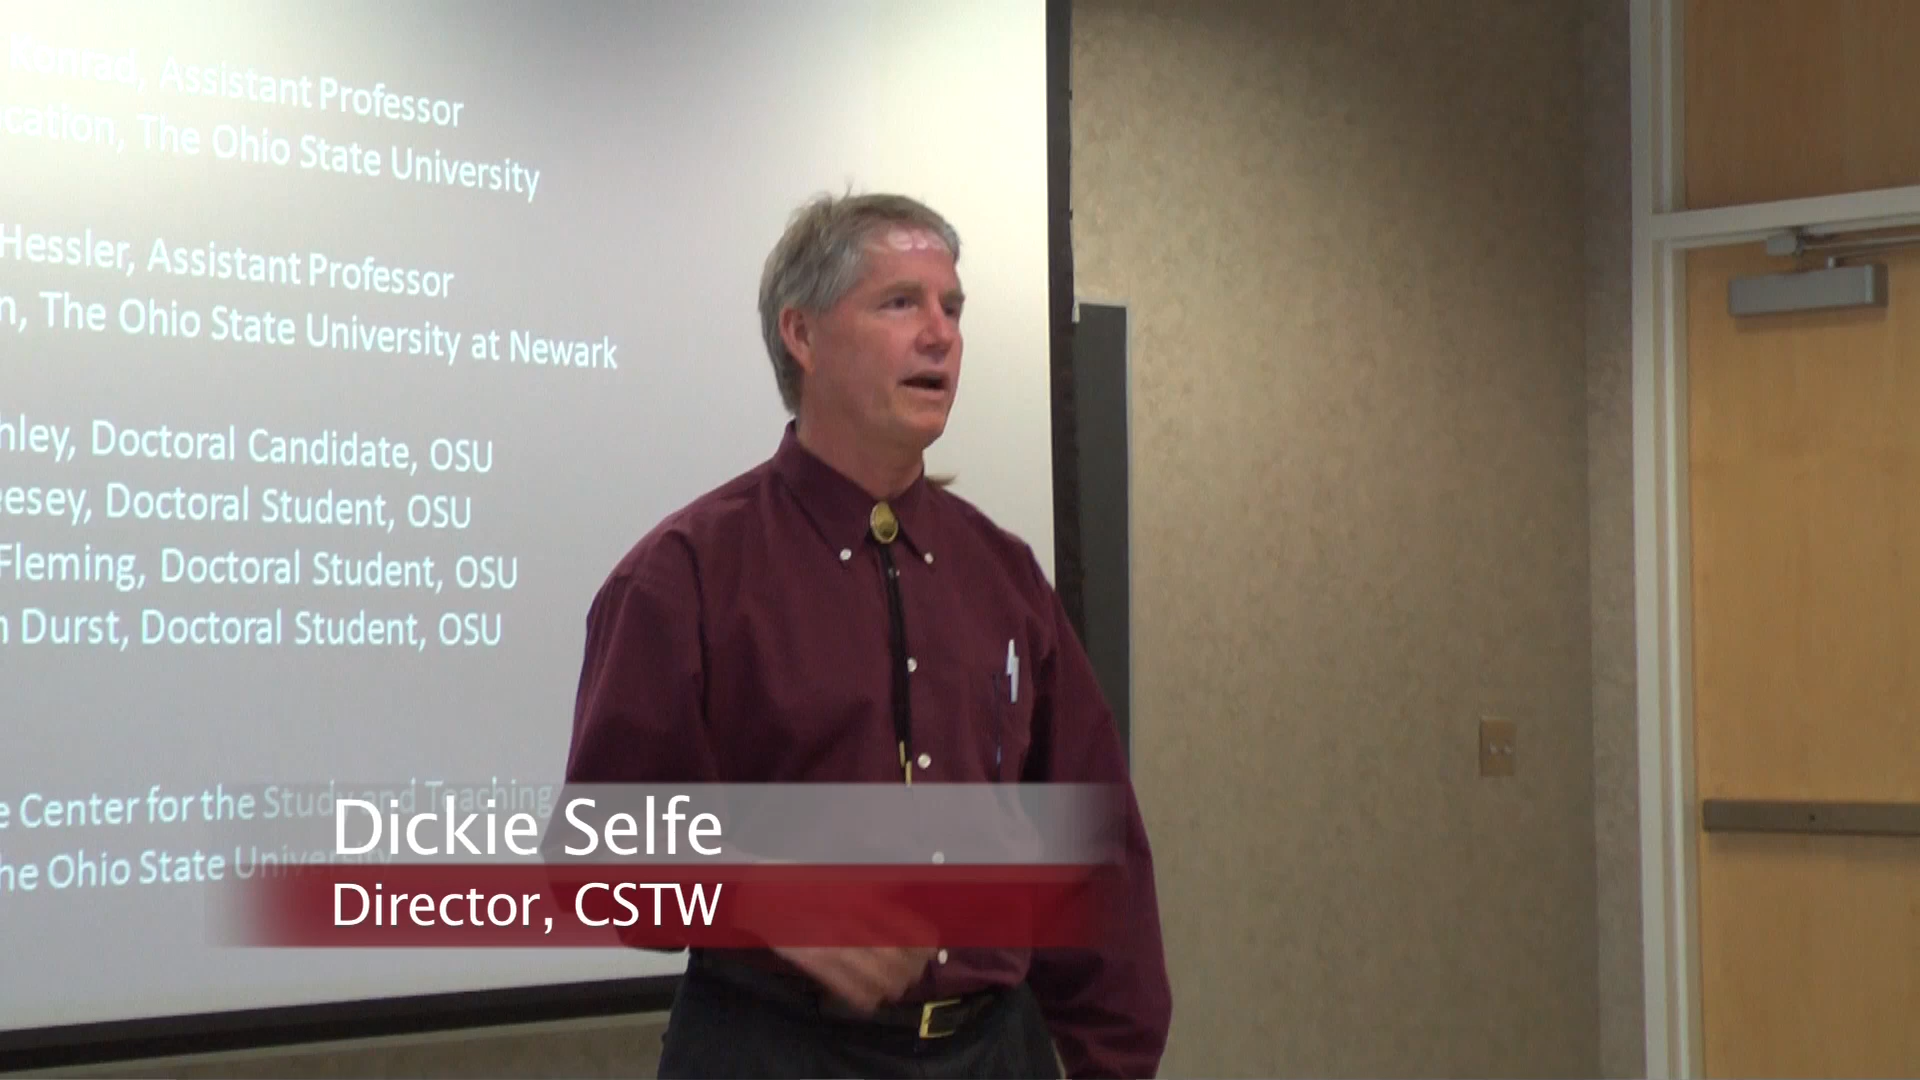 Konrad, Assistant Professor
cation, The Ohio State University
Hessler, Assistant Professor
n, The Ohio State University at Newark
hley, Doctoral Candidate, OSU
eesey, Doctoral Student, OSU
Fleming, Doctoral Student, OSU
n Durst, Doctoral Student, OSU
e Center for the Study and Teaching
he Ohio State University
Dickie Selfe
Director, CSTW